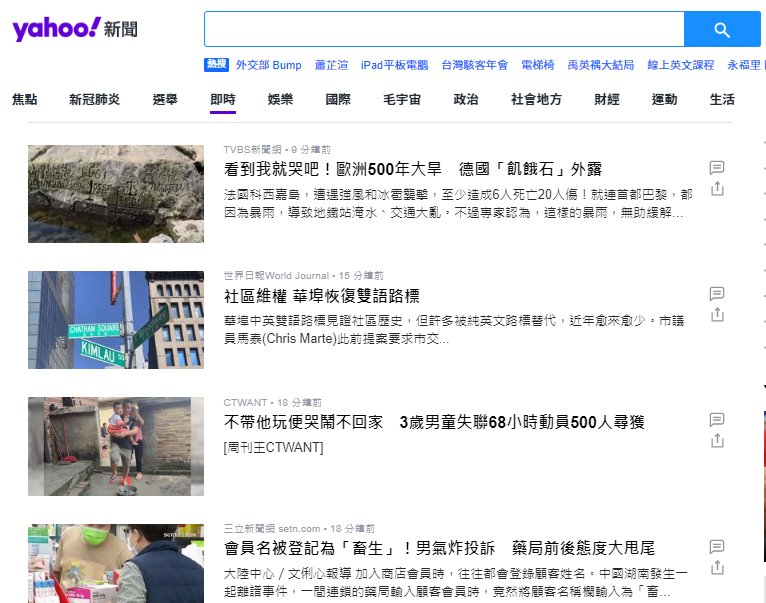 yahoo!新聞
熱搜 外交部 Bump 蕭芷渲 iPad平板電腦 台灣駭客年會 電梯椅 禹英禑大結局 線上英文課程 永福里
焦點 新冠肺炎 選舉 即時 娛樂 國際 毛宇宙 政治 社會地方 財經 運動 生活
TVBS新聞網 • 9 分鐘前
看到我就哭吧！歐洲500年大旱　德國「飢餓石」外露
法國科西嘉島，遭遇強風和冰雹襲擊，至少造成6人死亡20人傷！就連首都巴黎，都
因為暴雨，導致地鐵站淹水、交通大亂。不過專家認為，這樣的暴雨，無助緩解...
世界日報World Journal • 15 分鐘前
社區維權 華埠恢復雙語路標
華埠中英雙語路標見證社區歷史，但許多被純英文路標替代，近年愈來愈少。市議
員馬泰(Chris Marte)此前提案要求市交...
CHATHAM SQUARE
KIMLAU SQ
CTWANT • 18 分鐘前
不帶他玩便哭鬧不回家　3歲男童失聯68小時動員500人尋獲
[周刊王CTWANT]
三立新聞網 setn.com • 18 分鐘前
會員名被登記為「畜生」！男氣炸投訴　藥局前後態度大甩尾
大陸中心／文俐心報導 加入商店會員時，往往都會登錄顧客姓名。中國湖南發生一
起離譜事件，一間連鎖的藥局輸入顧客會員時，竟然將顧客名稱欄輸入為「畜...